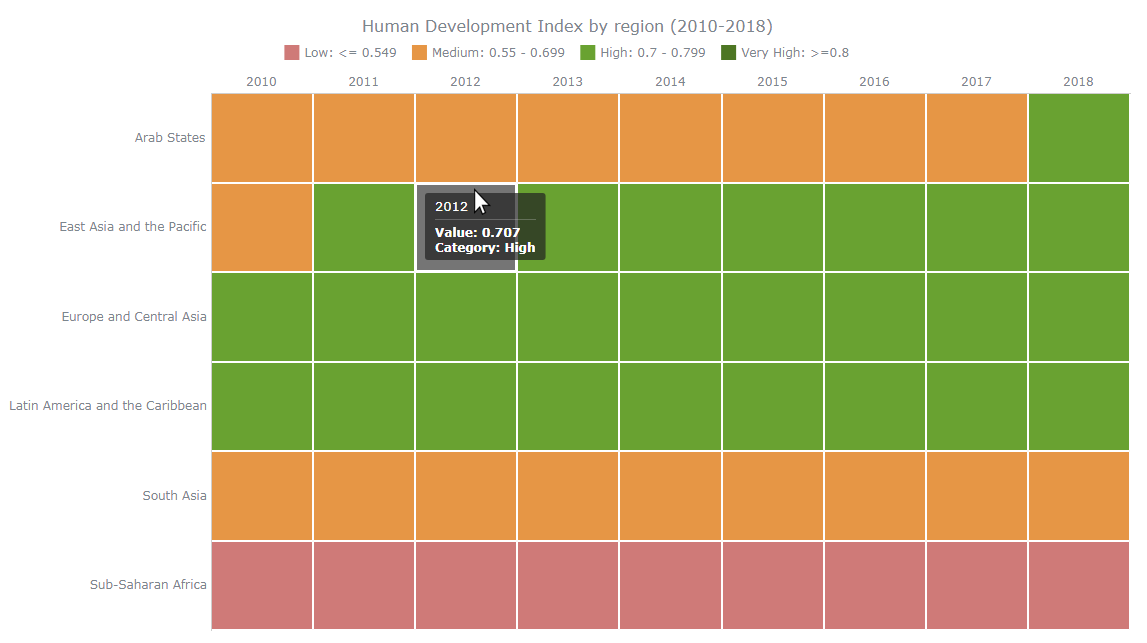 Human Development Index by region (2010-2018)
Low: <= 0.549 Medium: 0.55 - 0.699 High: 0.7 - 0.799 Very High: >=0.8
2010 2011 2012 2013 2014 2015 2016 2017 2018
Arab States
2012
East Asia and the Pacific
Value: 0.707
Category: High
Europe and Central Asia
Latin America and the Caribbean
South Asia
Sub-Saharan Africa